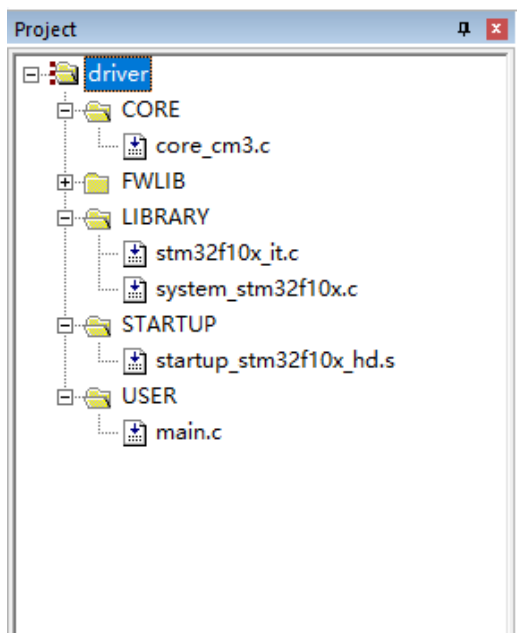 Project
driver
CORE
core_cm3.c
FWLIB
LIBRARY
stm32f10x_it.c
system_stm32f10x.c
STARTUP
startup_stm32f10x_hd.s
USER
main.c